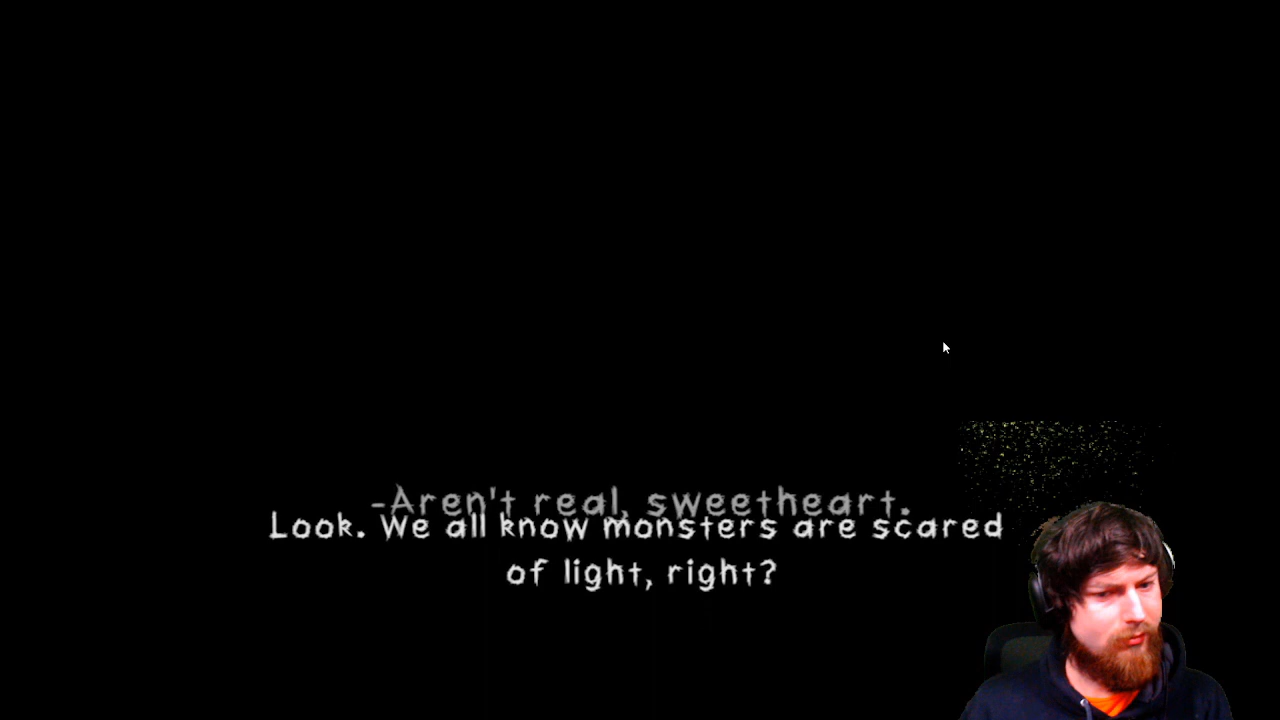 -Aren't real, sweetheart.
Look. We all know monsters are scared
of light, right?